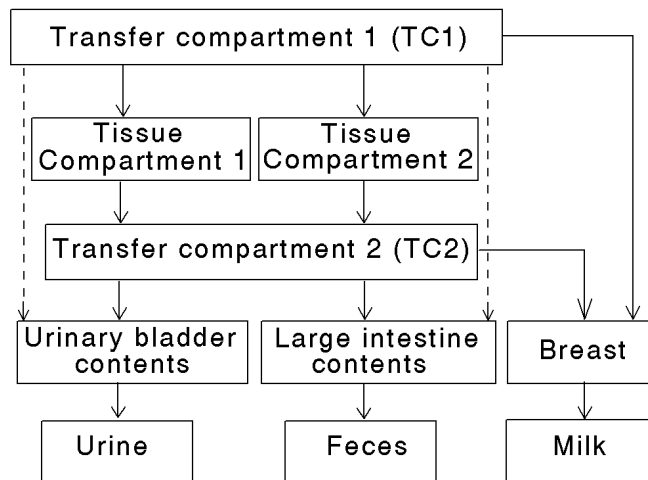 Transfer compartment 1 (TC1)
Tissue
Compartment 1
Tissue
Compartment 2
Transfer compartment 2 (TC2)
Urinary bladder
contents
Large intestine
contents
Breast
Urine
Feces
Milk